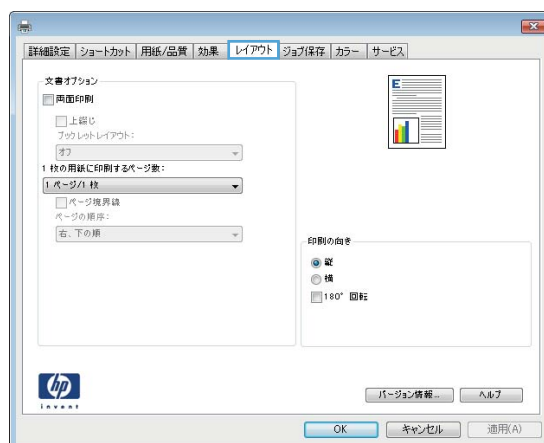 詳細設定 ショートカット 用紙/品質 効果 レイアウト ジョブ保存 カラー サービス
文書オプション
両面印刷
上綴じ
ブックレットレイアウト:
オフ
1 枚の用紙に印刷するページ数:
1 ページ/1 枚
ページ境界線
ページの順序:
右、下の順
E
印刷の向き
縦
横
180° 回転
hp
invent
バージョン情報... ヘルプ
OK キャンセル 適用(A)